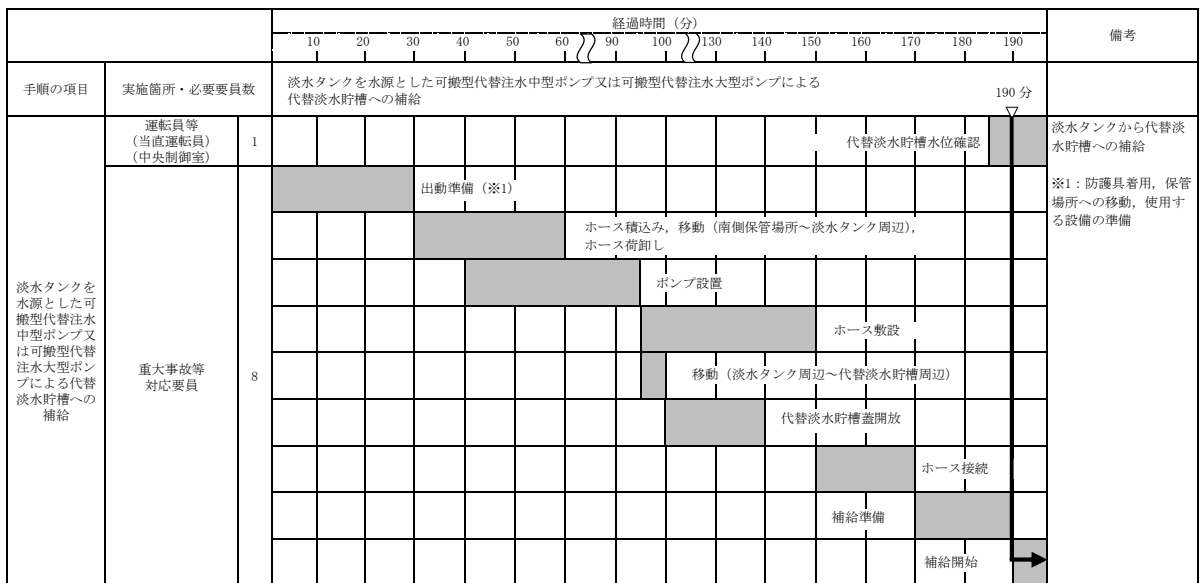 経過時間（分）
備考
10 20 30 40 50 60 90 100 130 140 150 160 170 180 190
手順の項目
実施箇所・必要要員数
淡水タンクを水源とした可搬型代替注水中型ポンプ又は可搬型代替注水大型ポンプによる
代替淡水貯槽への補給
190 分
運転員等
（当直運転員）
（中央制御室）
1
代替淡水貯槽水位確認
淡水タンクから代替淡
水貯槽への補給
※1：防護具着用，保管
場所への移動，使用す
る設備の準備
淡水タンクを
水源とした可
搬型代替注水
中型ポンプ又
は可搬型代替
注水大型ポン
プによる代替
淡水貯槽への
補給
重大事故等
対応要員
8
出動準備（※1）
ホース積込み，移動（南側保管場所～淡水タンク周辺），
ホース荷卸し
ポンプ設置
ホース敷設
移動（淡水タンク周辺～代替淡水貯槽周辺）
代替淡水貯槽蓋開放
ホース接続
補給準備
補給開始